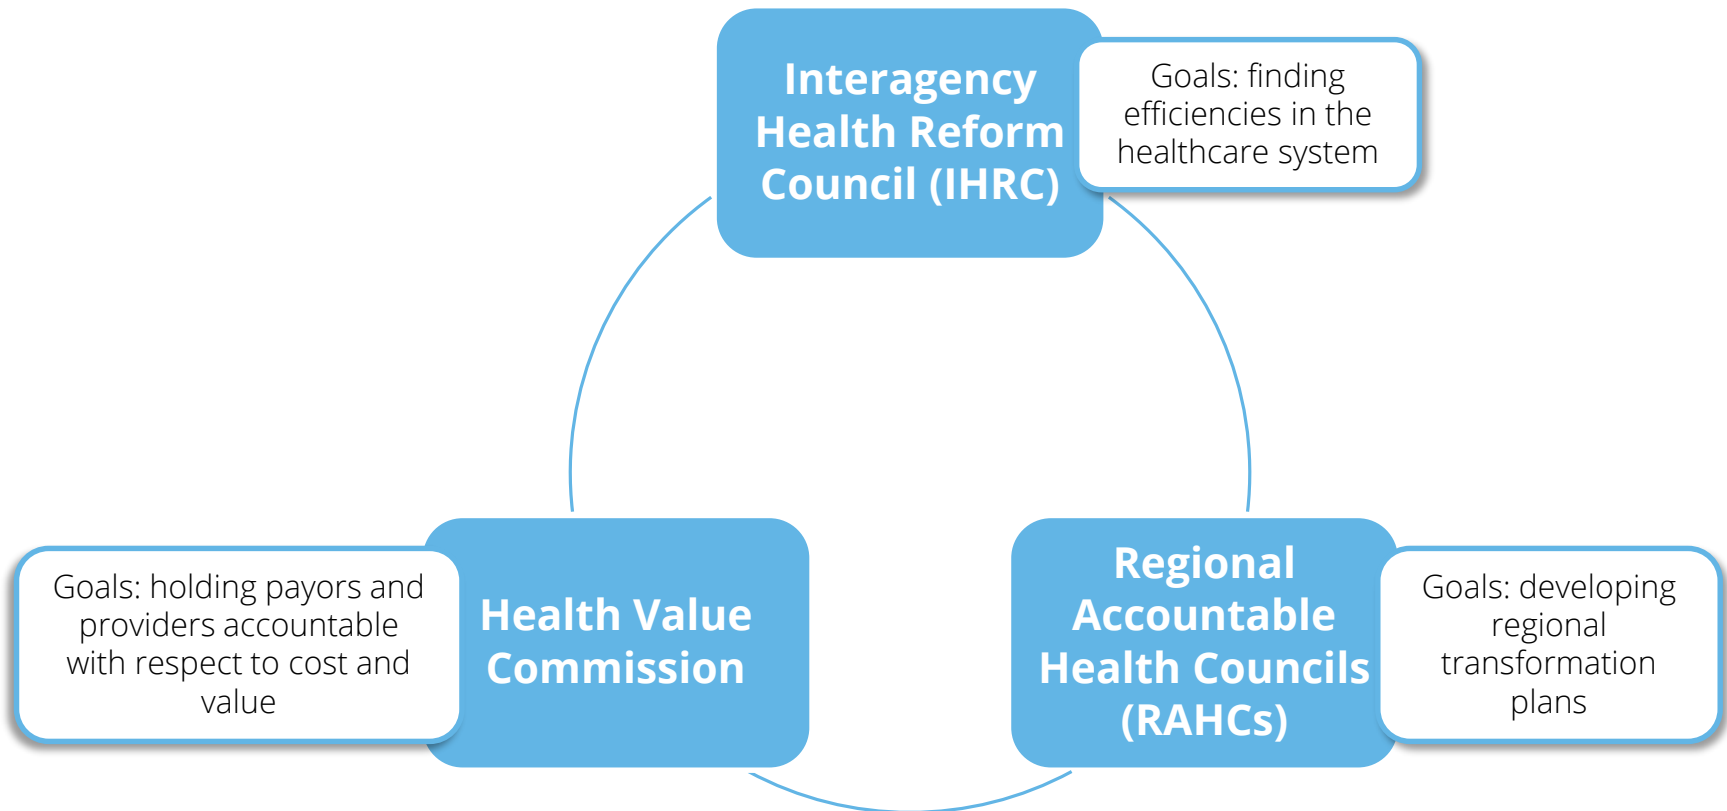 Interagency
Health Reform
Council (IHRC)
Goals: finding
efficiencies in the
healthcare system
Goals: holding payors and
providers accountable
with respect to cost and
value
Health Value
Commission
Regional
Accountable
Health Councils
(RAHCs)
Goals: developing
regional
transformation
plans